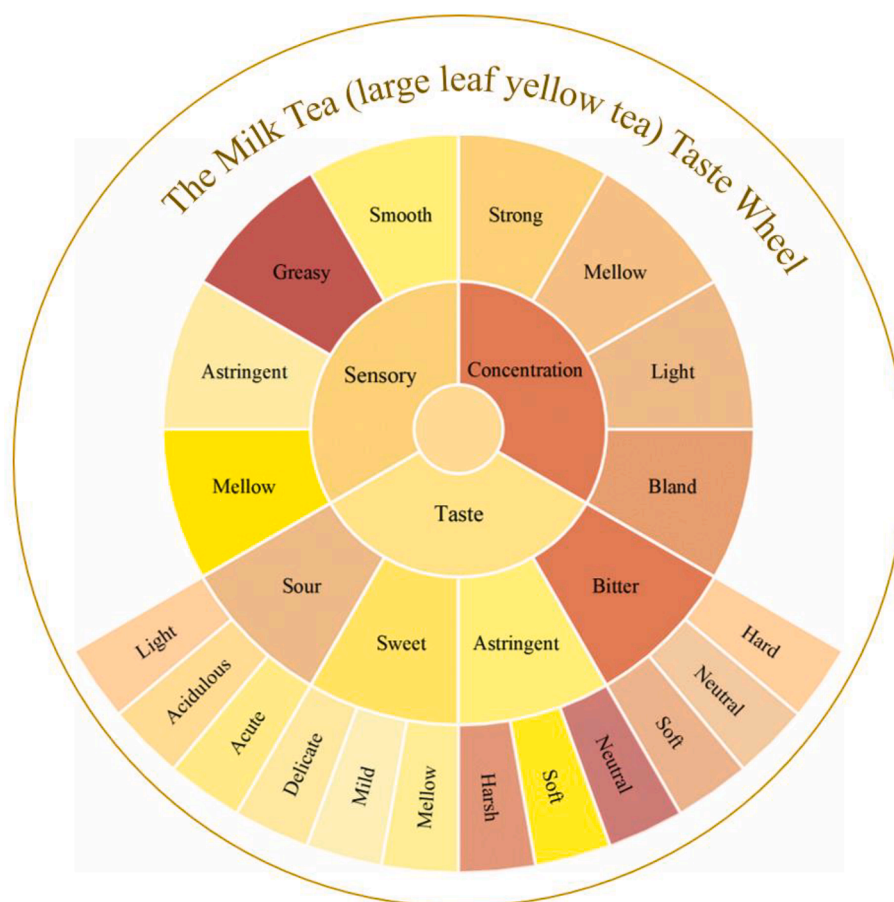 The Milk Tea (large leaf yellow tea) Taste Wheel
Smooth
Strong
Greasy
Mellow
Astringent
Sensory
Concentration
Light
Mellow
Taste
Bland
Sour
Sweet
Astringent
Bitter
Light
Acidulous
Acute
Delicate
Mild
Mellow
Harsh
Soft
Neutral
Soft
Neutral
Hard